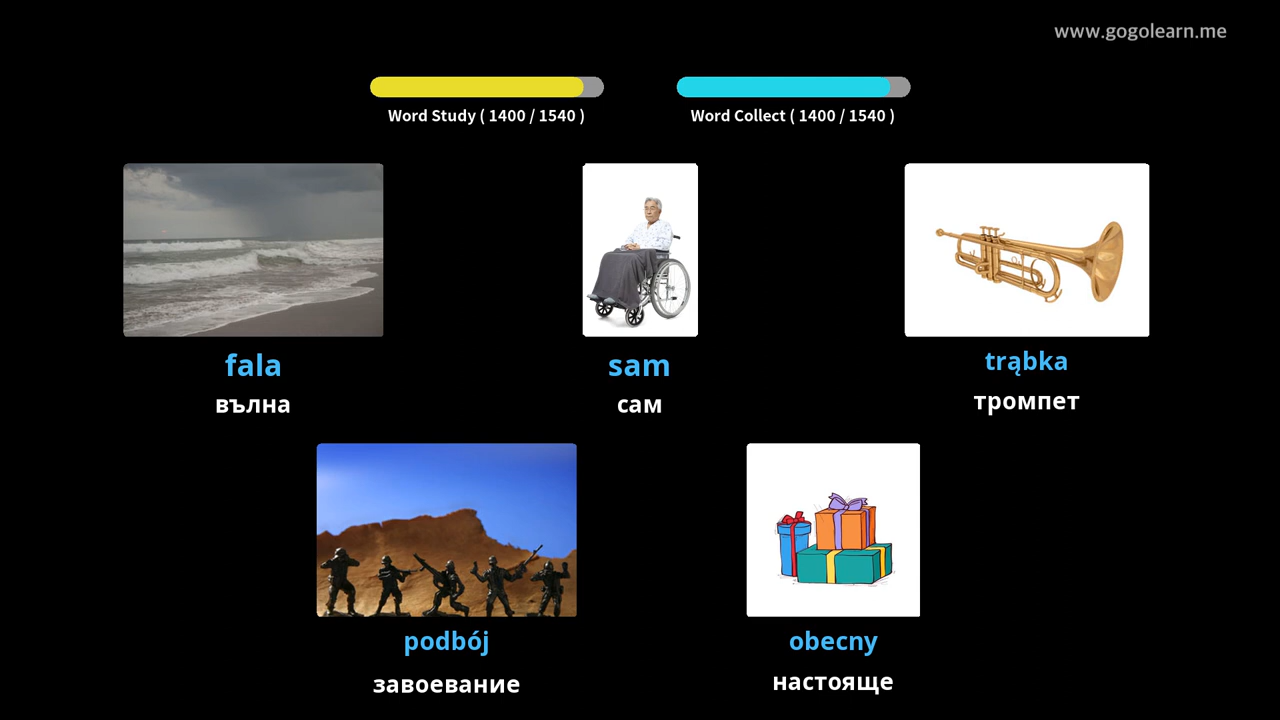 www.gogolearn.me
Word Study ( 1400 / 1540 )
Word Collect ( 1400 / 1540 )
fala
вълна
sam
сам
trąbka
тромпет
podbój
завоевание
obecny
настояще